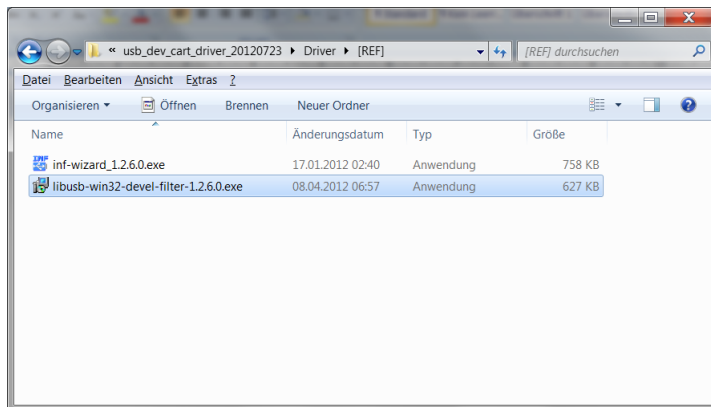 « usb_dev_cart_driver_20120723 Driver [REF] [REF] durchsuchen
Datei Bearbeiten Ansicht Extras ?
Organisieren Öffnen Brennen Neuer Ordner
Name Änderungsdatum Typ Größe
inf-wizard_1.2.6.0.exe 17.01.2012 02:40 Anwendung 758 KB
libusb-win32-devel-filter-1.2.6.0.exe 08.04.2012 06:57 Anwendung 627 KB